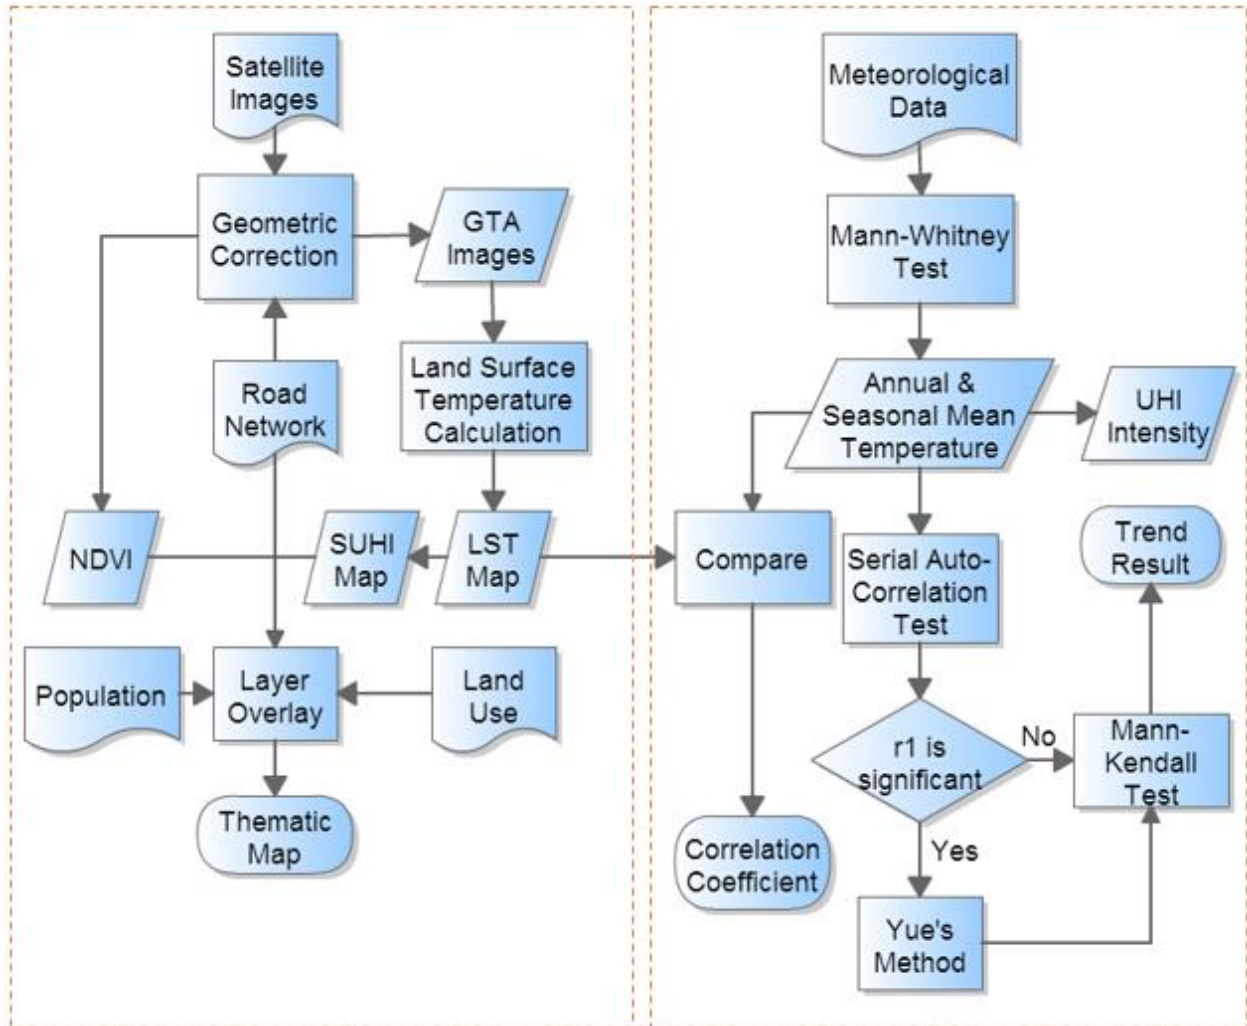 Satellite
Images
Geometric
Correction
GTA
Images
Road
Network
Land Surface
Temperature
Calculation
NDVI
SUHI
Map
LST
Map
Population
Layer
Overlay
Land
Use
Thematic
Map
Meteorological
Data
Mann-Whitney
Test
Annual &
Seasonal Mean
Temperature
UHI
Intensity
Compare
Serial Auto-
Correlation
Test
Trend
Result
r1 is
significant
No
Mann-
Kendall
Test
Yes
Correlation
Coefficient
Yue's
Method